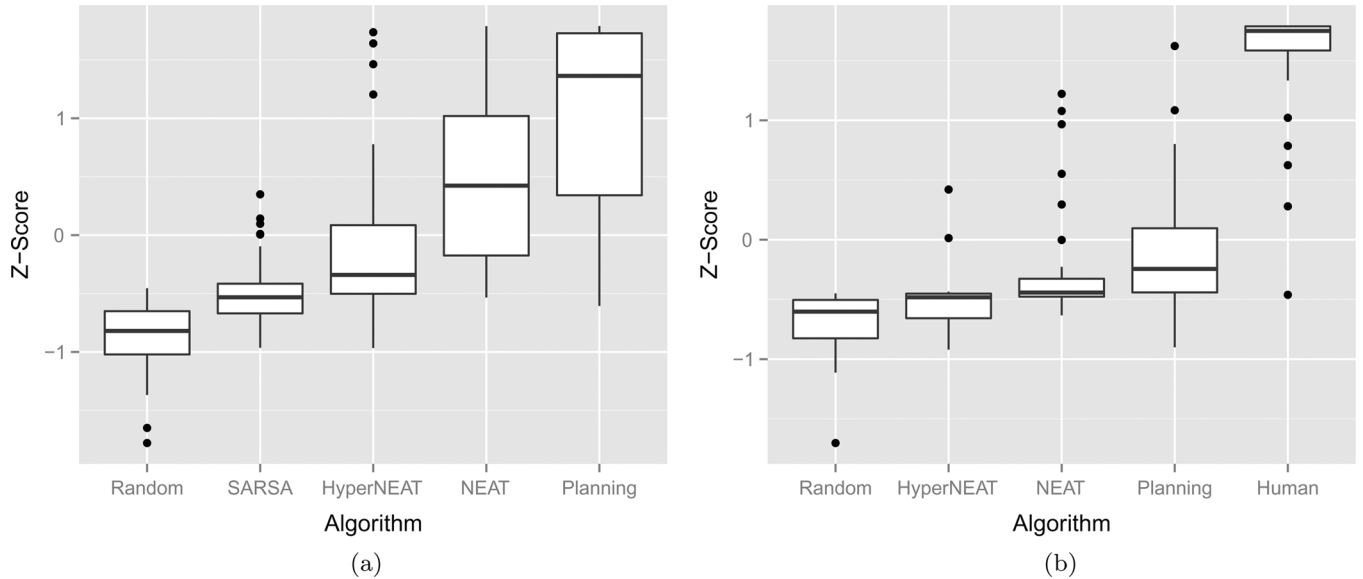 Z−Score
1
0
−1
Random SARSA HyperNEAT NEAT Planning
Algorithm
(a)
Z−Score
1
0
−1
Random HyperNEAT NEAT Planning Human
Algorithm
(b)